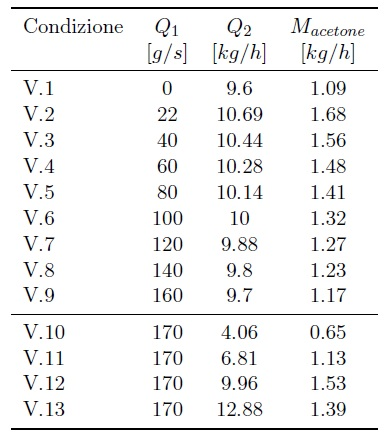 Condizione Q1 Q2 Macetone
[g/s] [kg/h] [kg/h]
V.1 0 9.6 1.09
V.2 22 10.69 1.68
V.3 40 10.44 1.56
V.4 60 10.28 1.48
V.5 80 10.14 1.41
V.6 100 10 1.32
V.7 120 9.88 1.27
V.8 140 9.8 1.23
V.9 160 9.7 1.17
V.10 170 4.06 0.65
V.11 170 6.81 1.13
V.12 170 9.96 1.53
V.13 170 12.88 1.39